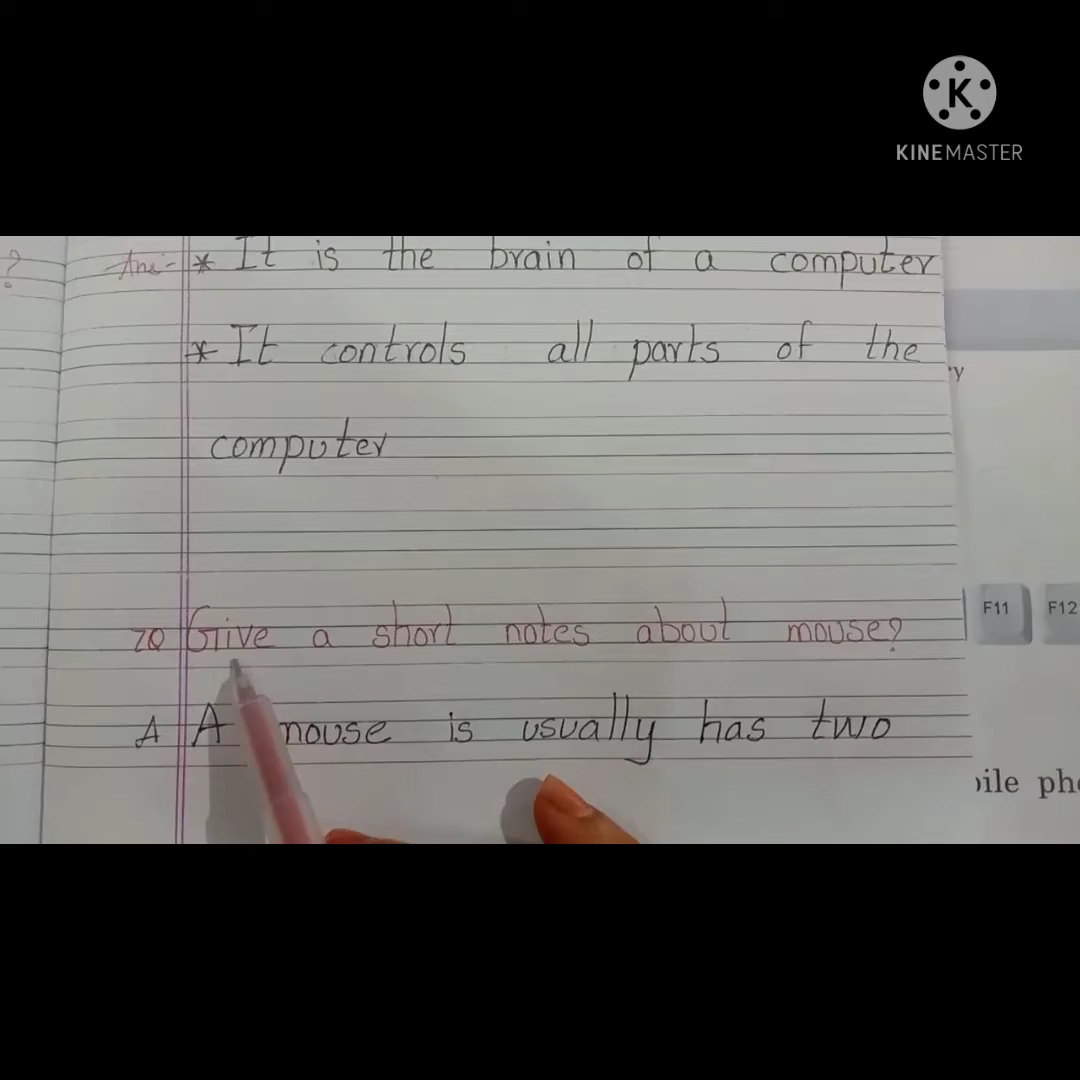 K
KINEMASTER
?
Ans- * It is the brain of a computer
* It controls all parts of the
computer
F11 F12
7Q Give a short notes about mouse?
A A mouse is usually has two